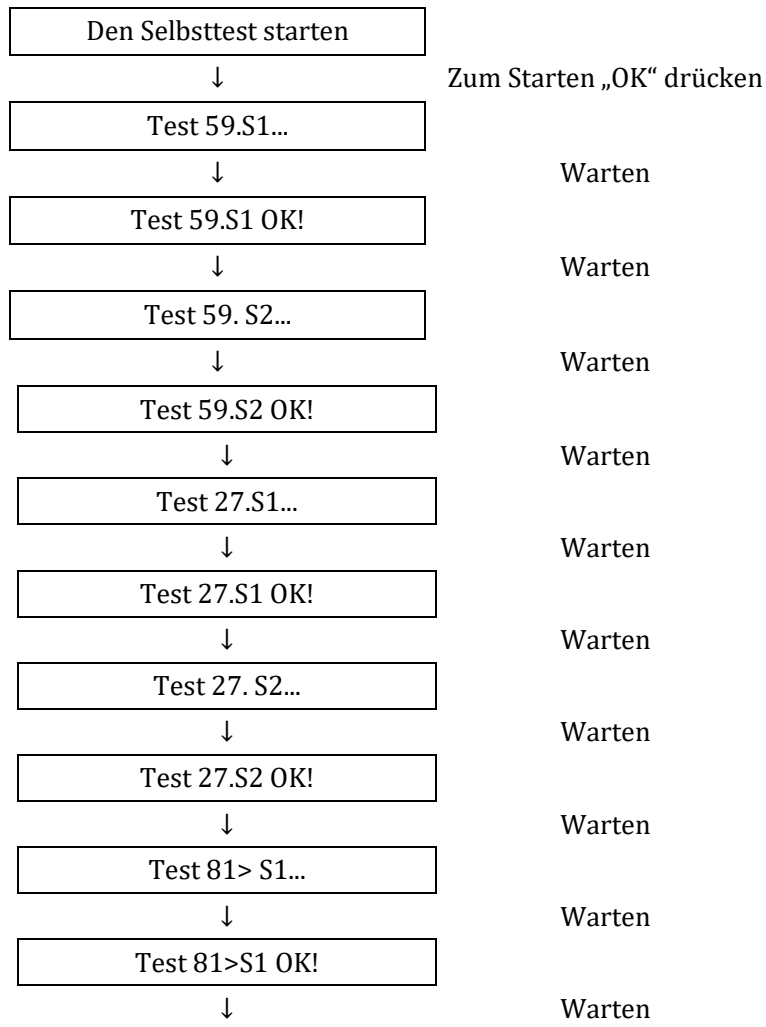 Den Selbsttest starten
↓ Zum Starten „OK“ drücken
Test 59.S1...
↓ Warten
Test 59.S1 OK!
↓ Warten
Test 59. S2...
↓ Warten
Test 59.S2 OK!
↓ Warten
Test 27.S1...
↓ Warten
Test 27.S1 OK!
↓ Warten
Test 27. S2...
↓ Warten
Test 27.S2 OK!
↓ Warten
Test 81> S1...
↓ Warten
Test 81>S1 OK!
↓ Warten